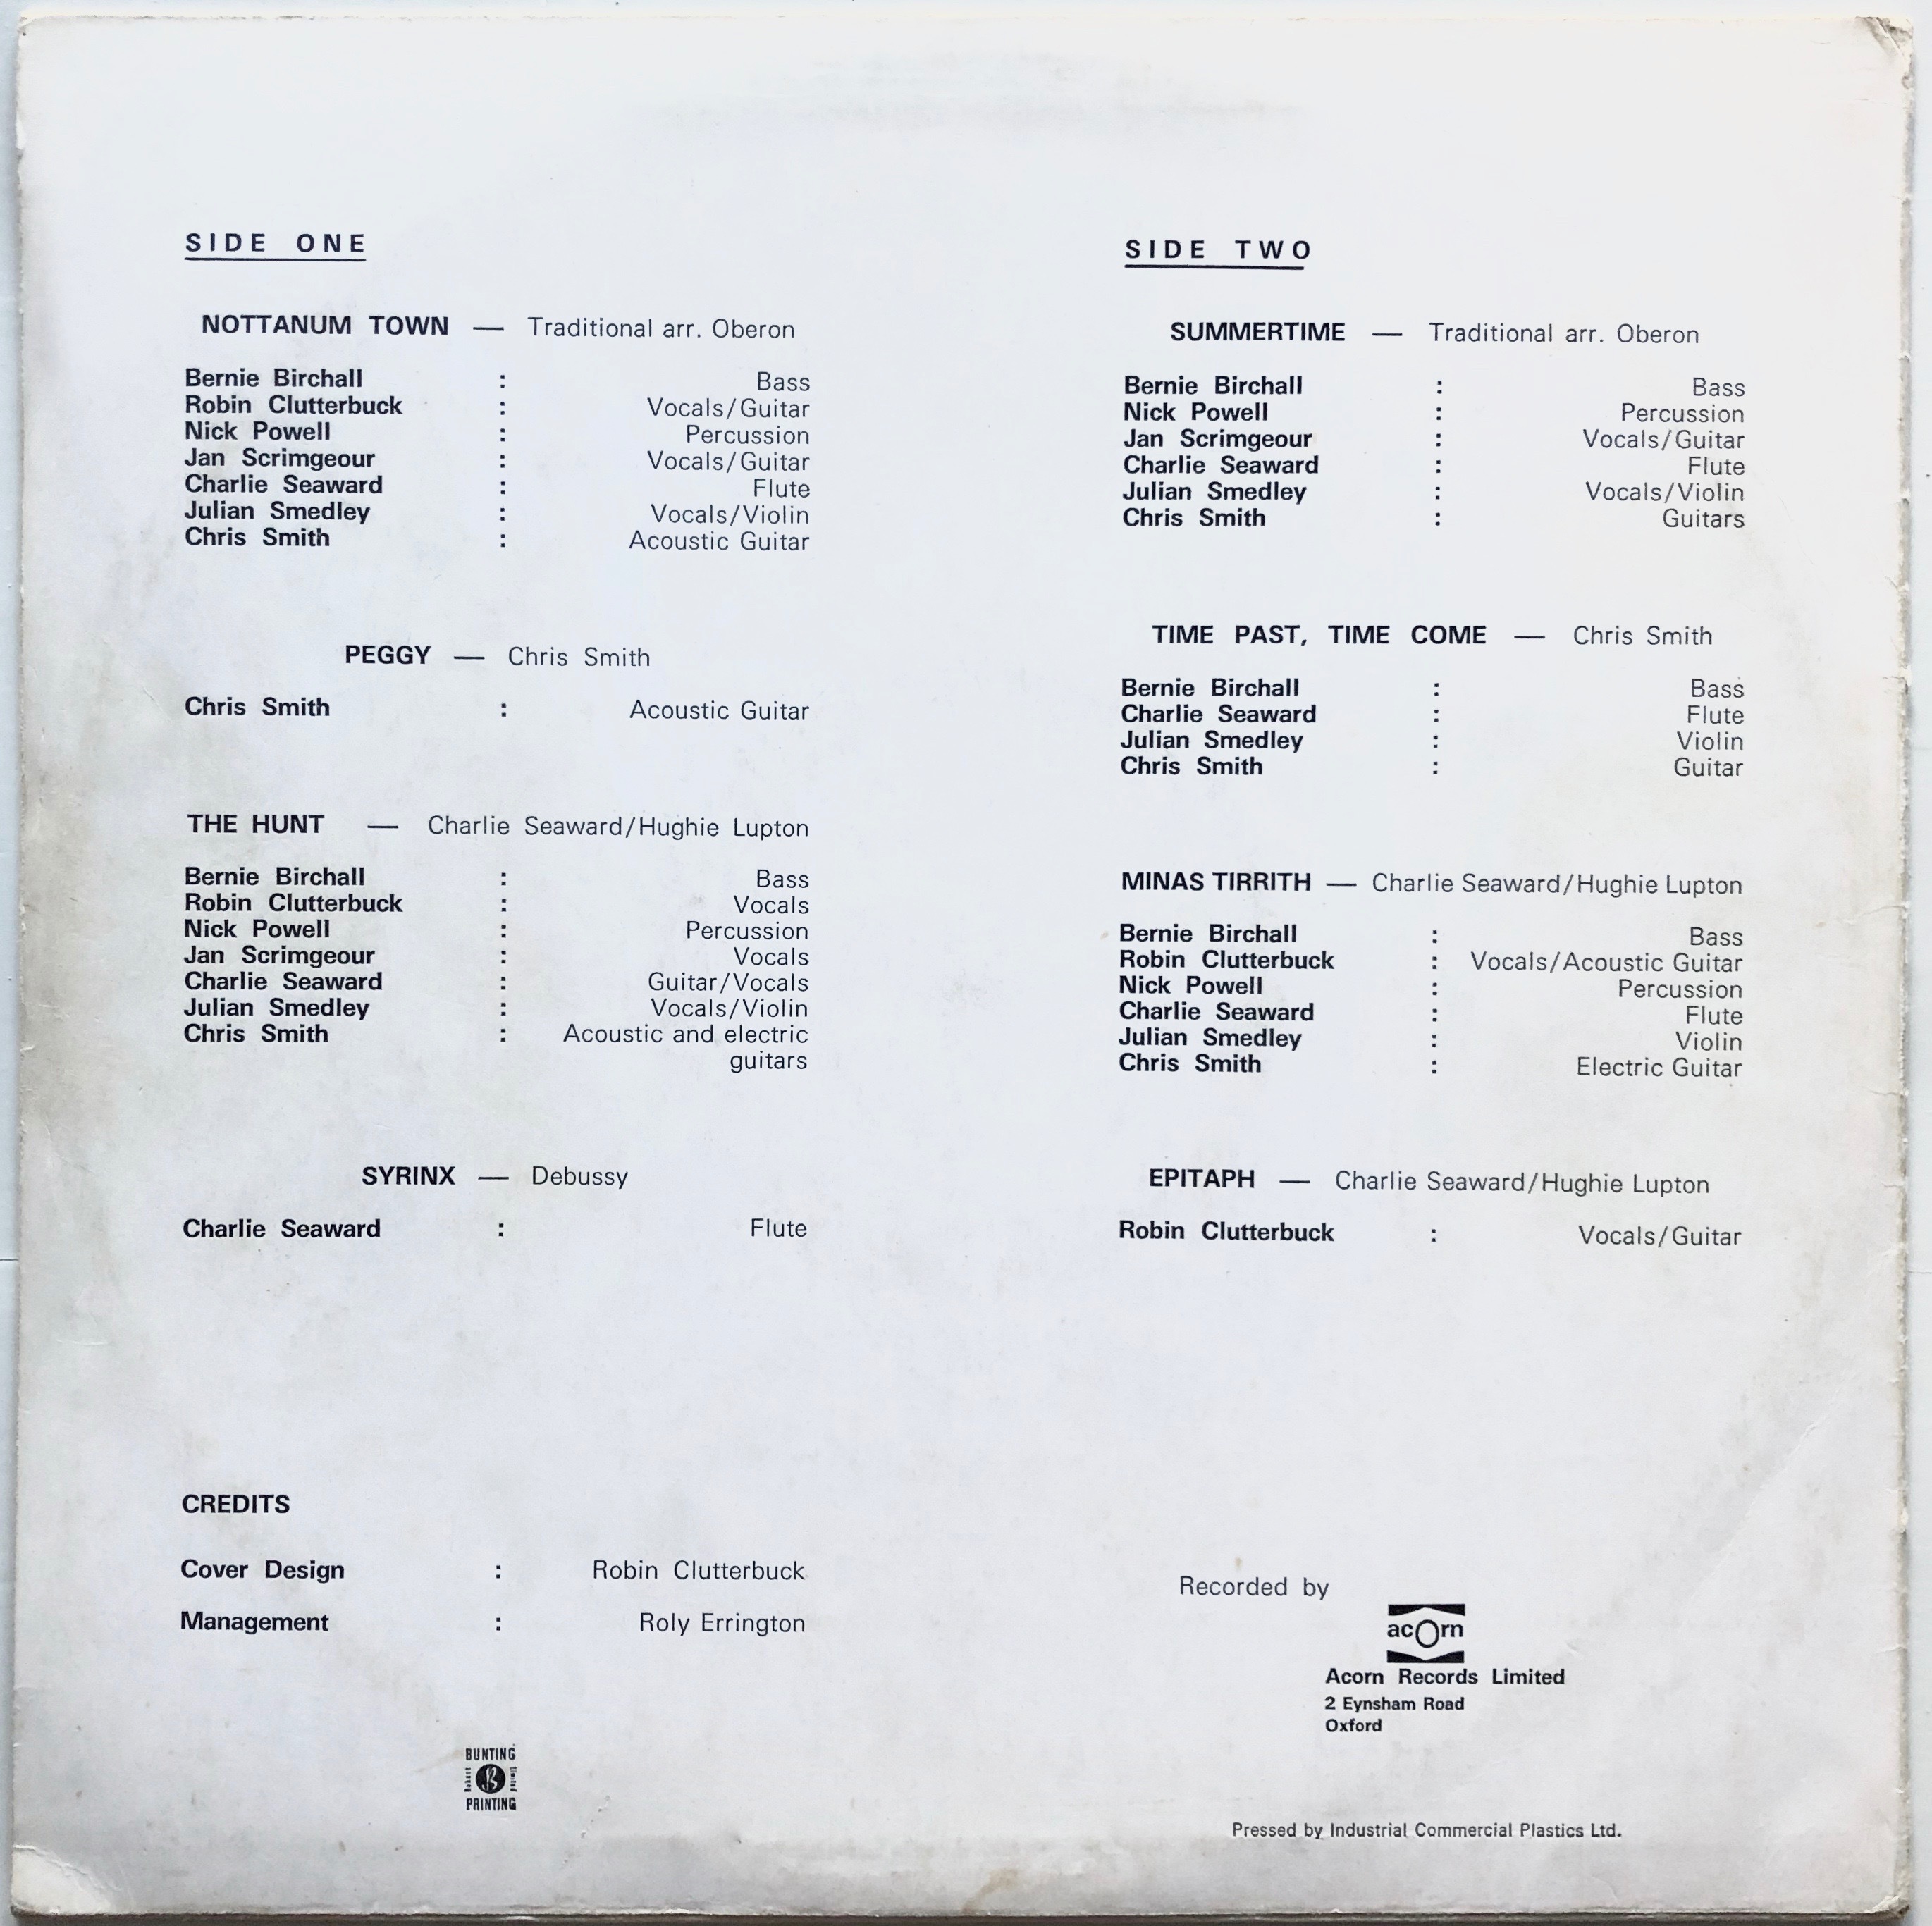 SIDE ONE
NOTTANUM TOWN — Traditional arr. Oberon
Bernie Birchall : Bass
Robin Clutterbuck : Vocals/Guitar
Nick Powell : Percussion
Jan Scrimgeour : Vocals/Guitar
Charlie Seaward : Flute
Julian Smedley : Vocals/Violin
Chris Smith : Acoustic Guitar
PEGGY — Chris Smith
Chris Smith : Acoustic Guitar
THE HUNT — Charlie Seaward/Hughie Lupton
Bernie Birchall : Bass
Robin Clutterbuck : Vocals
Nick Powell : Percussion
Jan Scrimgeour : Vocals
Charlie Seaward : Guitar/Vocals
Julian Smedley : Vocals/Violin
Chris Smith : Acoustic and electric
guitars
SYRINX — Debussy
Charlie Seaward : Flute
CREDITS
Cover Design : Robin Clutterbuck
Management : Roly Errington
BUNTING
PRINTING
SIDE TWO
SUMMERTIME — Traditional arr. Oberon
Bernie Birchall : Bass
Nick Powell : Percussion
Jan Scrimgeour : Vocals/Guitar
Charlie Seaward : Flute
Julian Smedley : Vocals/Violin
Chris Smith : Guitars
TIME PAST, TIME COME — Chris Smith
Bernie Birchall : Bass
Charlie Seaward : Flute
Julian Smedley : Violin
Chris Smith : Guitar
MINAS TIRRITH — Charlie Seaward/Hughie Lupton
Bernie Birchall : Bass
Robin Clutterbuck : Vocals/Acoustic Guitar
Nick Powell : Percussion
Charlie Seaward : Flute
Julian Smedley : Violin
Chris Smith : Electric Guitar
EPITAPH — Charlie Seaward/Hughie Lupton
Robin Clutterbuck : Vocals/Guitar
Recorded by
acOrn
Acorn Records Limited
2 Eynsham Road
Oxford
Pressed by Industrial Commercial Plastics Ltd.